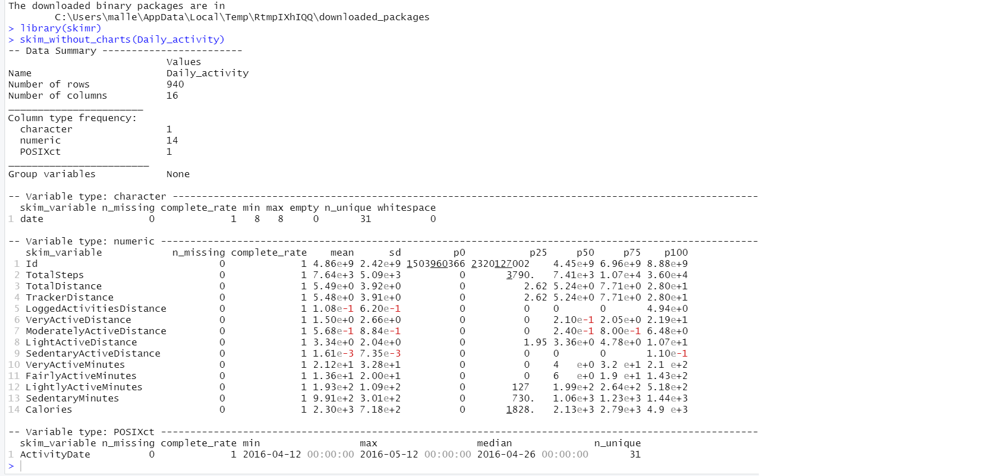 The downloaded binary packages are in
        C:\Users\malle\AppData\Local\Temp\RtmpIXhIQQ\downloaded_packages
> library(skimr)
> skim_without_charts(Daily_activity)
-- Data Summary ------------------------
                           Values
Name                       Daily_activity
Number of rows             940
Number of columns          16
_______________________
Column type frequency:
  character                1
  numeric                  14
  POSIXct                  1
________________________
Group variables            None

-- Variable type: character ----------------------------------------------------------------------------------------------------
  skim_variable n_missing complete_rate min max empty n_unique whitespace
1 date                  0             1   8   8     0       31          0

-- Variable type: numeric ------------------------------------------------------------------------------------------------------
   skim_variable            n_missing complete_rate    mean      sd         p0           p25     p50     p75    p100
 1 Id                               0             1 4.86e+9 2.42e+9 1503960366 2320127002    4.45e+9 6.96e+9 8.88e+9
 2 TotalSteps                       0             1 7.64e+3 5.09e+3          0       3790.   7.41e+3 1.07e+4 3.60e+4
 3 TotalDistance                    0             1 5.49e+0 3.92e+0          0          2.62 5.24e+0 7.71e+0 2.80e+1
 4 TrackerDistance                  0             1 5.48e+0 3.91e+0          0          2.62 5.24e+0 7.71e+0 2.80e+1
 5 LoggedActivitiesDistance         0             1 1.08e-1 6.20e-1          0          0    0       0       4.94e+0
 6 VeryActiveDistance               0             1 1.50e+0 2.66e+0          0          0    2.10e-1 2.05e+0 2.19e+1
 7 ModeratelyActiveDistance         0             1 5.68e-1 8.84e-1          0          0    2.40e-1 8.00e-1 6.48e+0
 8 LightActiveDistance              0             1 3.34e+0 2.04e+0          0          1.95 3.36e+0 4.78e+0 1.07e+1
 9 SedentaryActiveDistance          0             1 1.61e-3 7.35e-3          0          0    0       0       1.10e-1
10 VeryActiveMinutes                0             1 2.12e+1 3.28e+1          0          0    4   e+0 3.2 e+1 2.1 e+2
11 FairlyActiveMinutes              0             1 1.36e+1 2.00e+1          0          0    6   e+0 1.9 e+1 1.43e+2
12 LightlyActiveMinutes             0             1 1.93e+2 1.09e+2          0        127    1.99e+2 2.64e+2 5.18e+2
13 SedentaryMinutes                 0             1 9.91e+2 3.01e+2          0        730.   1.06e+3 1.23e+3 1.44e+3
14 Calories                         0             1 2.30e+3 7.18e+2          0       1828.   2.13e+3 2.79e+3 4.9 e+3

-- Variable type: POSIXct ------------------------------------------------------------------------------------------------------
  skim_variable n_missing complete_rate min                 max                 median              n_unique
1 ActivityDate          0             1 2016-04-12 00:00:00 2016-05-12 00:00:00 2016-04-26 00:00:00       31
>